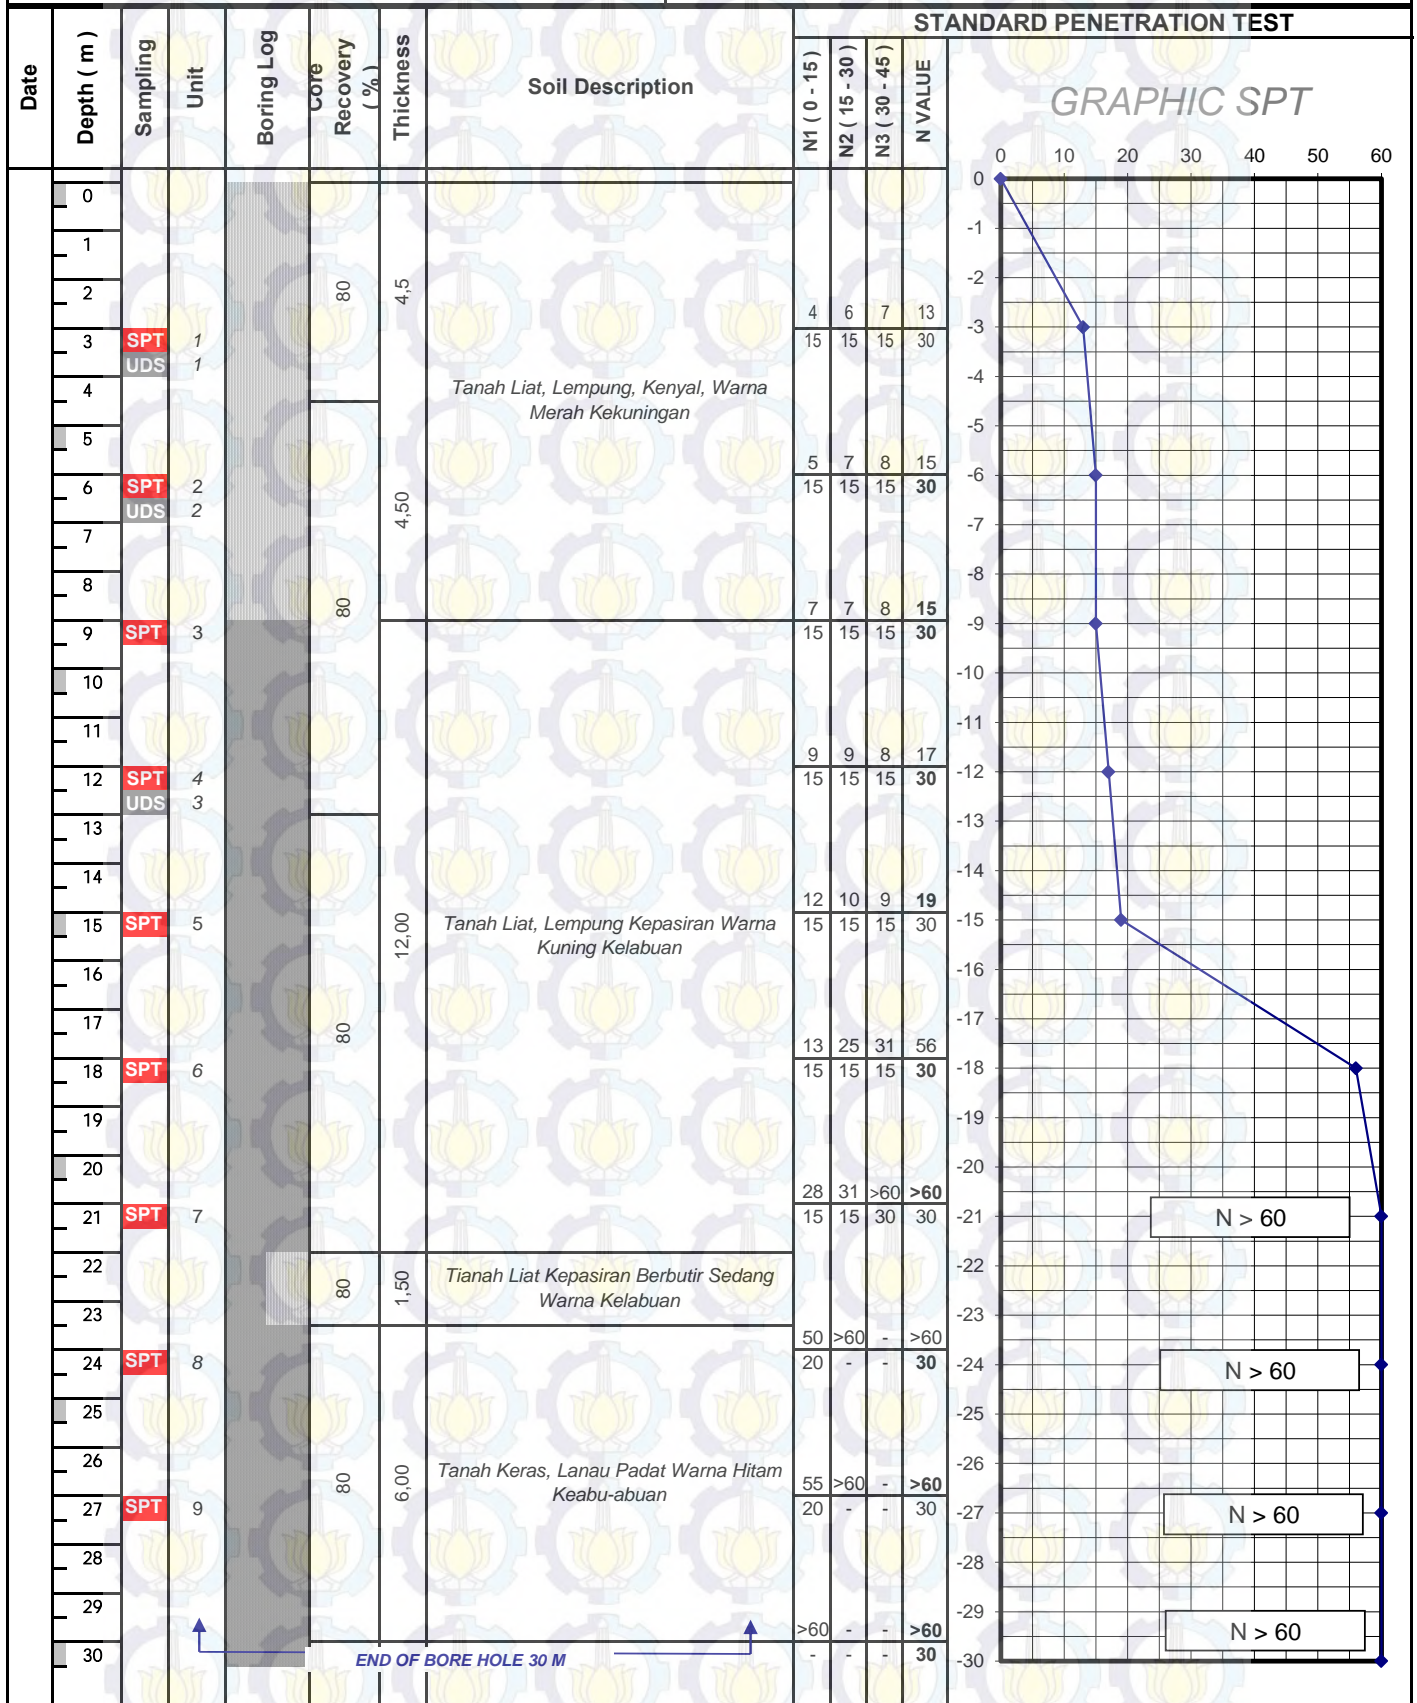 STANDARD PENETRATION TEST
Date
Depth ( m )
Sampling
Unit
Boring Log
Core Recovery ( % )
Thickness
Soil Description
N1 ( 0 - 15 )
N2 ( 15 - 30 )
N3 ( 30 - 45 )
N VALUE
GRAPHIC SPT
0 10 20 30 40 50 60
0
1
2
80 4,5
4 6 7 13
3 SPT 1 15 15 15 30
UDS 1
4
Tanah Liat, Lempung, Kenyal, Warna
Merah Kekuningan
5
5 7 8 15
6 SPT 2 15 15 15 30
UDS 2
4,50
7
8
80
7 7 8 15
9 SPT 3 15 15 15 30
10
11
9 9 8 17
12 SPT 4 15 15 15 30
UDS 3
13
14
12 10 9 19
15 SPT 5 15 15 15 30
12,00
Tanah Liat, Lempung Kepasiran Warna
Kuning Kelabuan
16
17
80
13 25 31 56
18 SPT 6 15 15 15 30
19
20
28 31 >60 >60
21 SPT 7 15 15 30 30
22
80 1,50
Tianah Liat Kepasiran Berbutir Sedang
Warna Kelabuan
23
50 >60 - >60
24 SPT 8 20 - - 30
25
26
80 6,00
Tanah Keras, Lanau Padat Warna Hitam
Keabu-abuan
55 >60 - >60
27 SPT 9 20 - - 30
28
29
>60 - - >60
30 - - - 30
END OF BORE HOLE 30 M
0
-1
-2
-3
-4
-5
-6
-7
-8
-9
-10
-11
-12
-13
-14
-15
-16
-17
-18
-19
-20
-21
-22
-23
-24
-25
-26
-27
-28
-29
-30
N > 60
N > 60
N > 60
N > 60